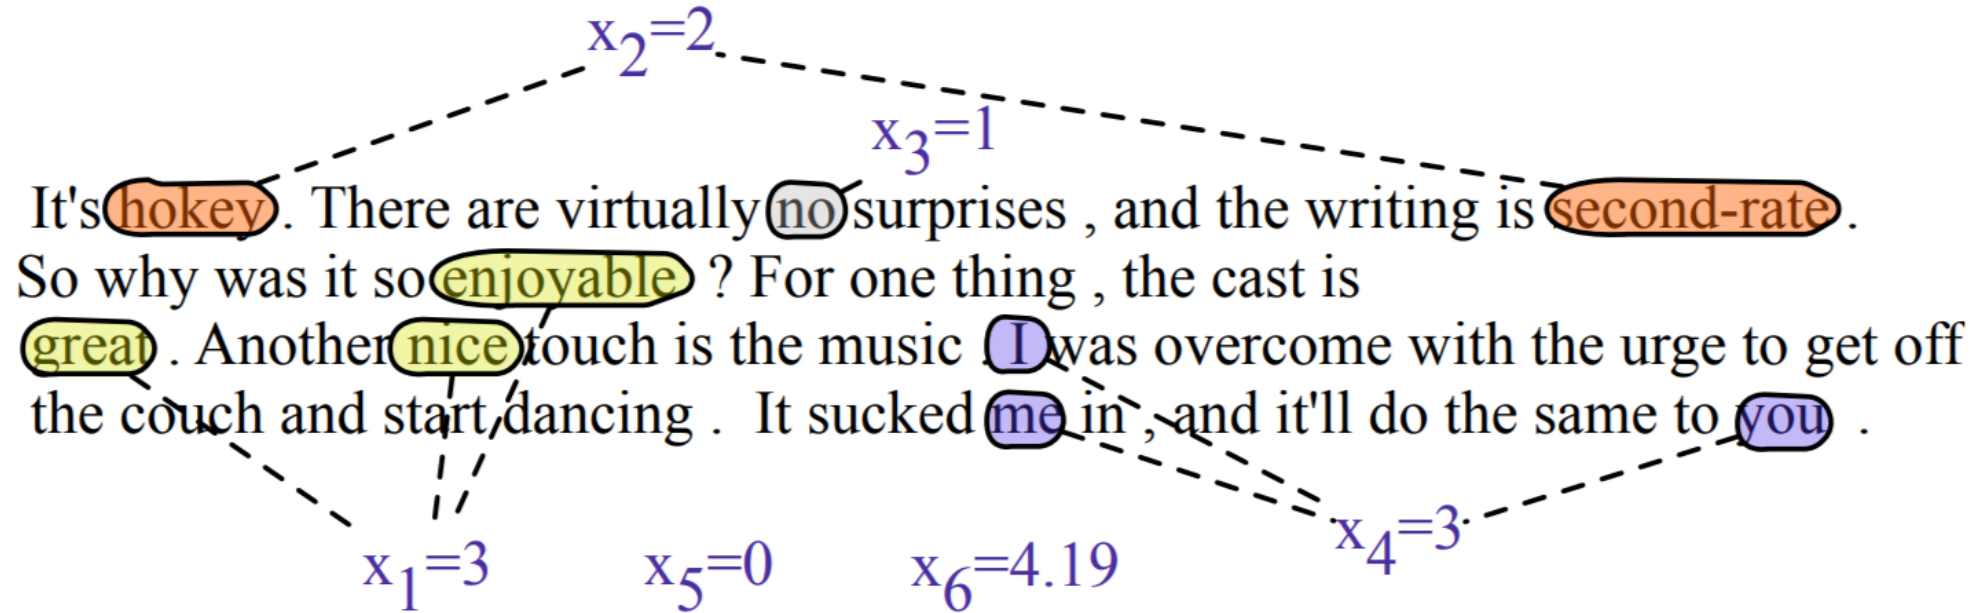 x2=2
x3=1
It's hokey . There are virtually no surprises , and the writing is second-rate .
So why was it so enjoyable ? For one thing , the cast is
great . Another nice touch is the music . I was overcome with the urge to get off
the couch and start dancing . It sucked me in , and it'll do the same to you .
x4=3
x1=3 x5=0 x6=4.19